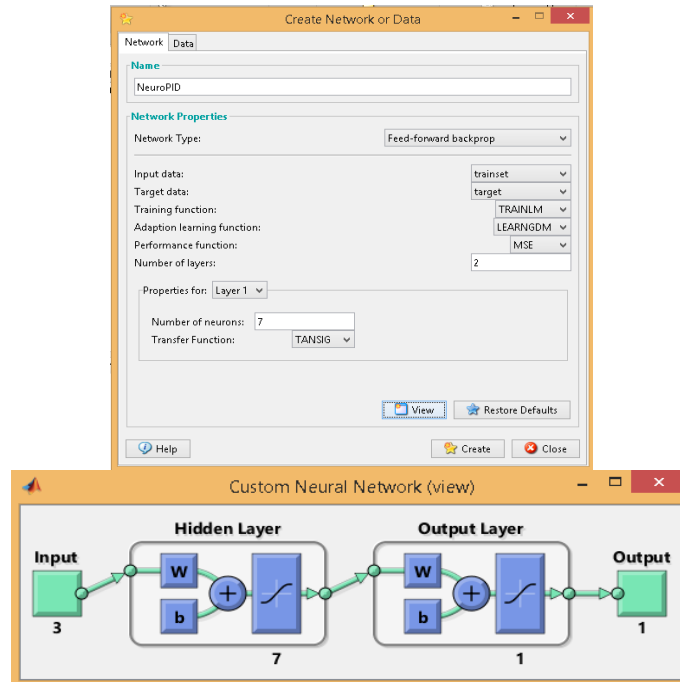 Create Network or Data
Network Data
Name
NeuroPID
Network Properties
Network Type: Feed-forward backprop
Input data: trainset
Target data: target
Training function: TRAINLM
Adaption learning function: LEARNGDM
Performance function: MSE
Number of layers: 2
Properties for: Layer 1
Number of neurons: 7
Transfer Function: TANSIG
View Restore Defaults
Help Create Close
Custom Neural Network (view)
Hidden Layer Output Layer
Input Output
W W
b b
+ +
3 1
7 1